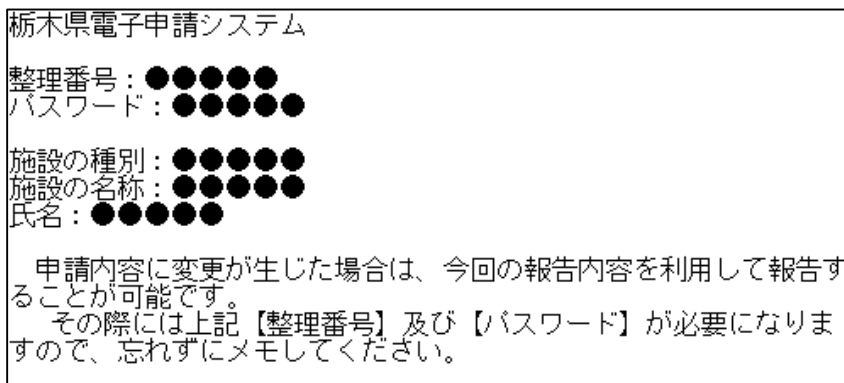 栃木県電子申請システム
整理番号：●●●●●
パスワード：●●●●●
施設の種別：●●●●●
施設の名称：●●●●●
氏名：●●●●●
　申請内容に変更が生じた場合は、今回の報告内容を利用して報告す
ることが可能です。
　その際には上記【整理番号】及び【パスワード】が必要になりま
すので、忘れずにメモしてください。